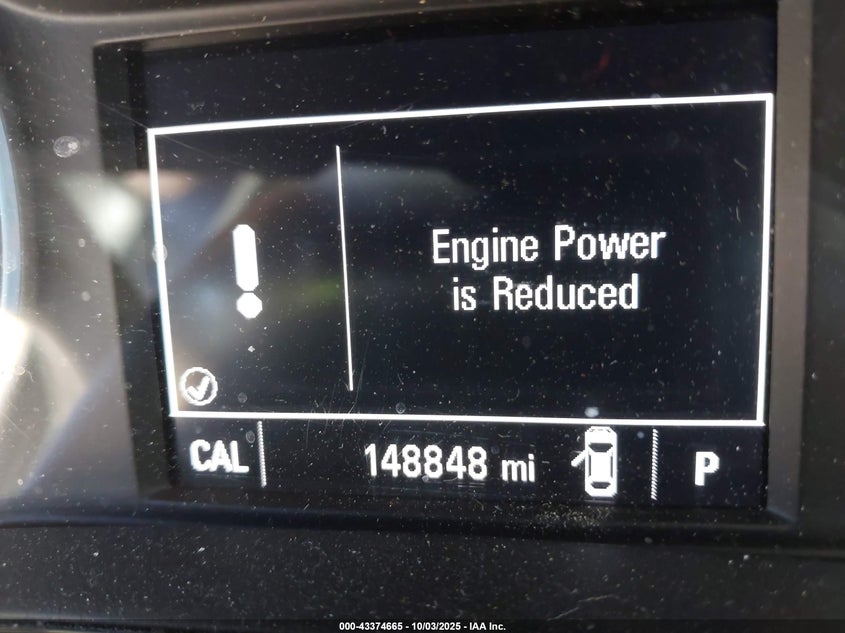 Engine Power
is Reduced
CAL 148848 mi P
000-43374665 - 10/03/2025 - IAA Inc.